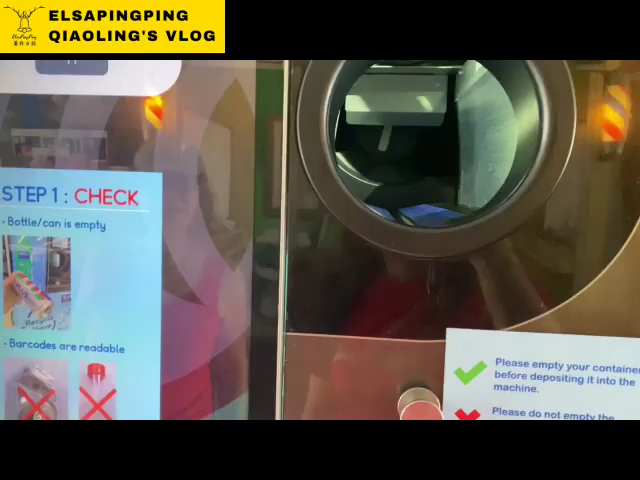 ELSAPINGPING
QIAOLING'S VLOG
STEP 1 : CHECK
· Bottle/can is empty
· Barcodes are readable
Please empty your container
before depositing it into the
machine.
Please do not empty the